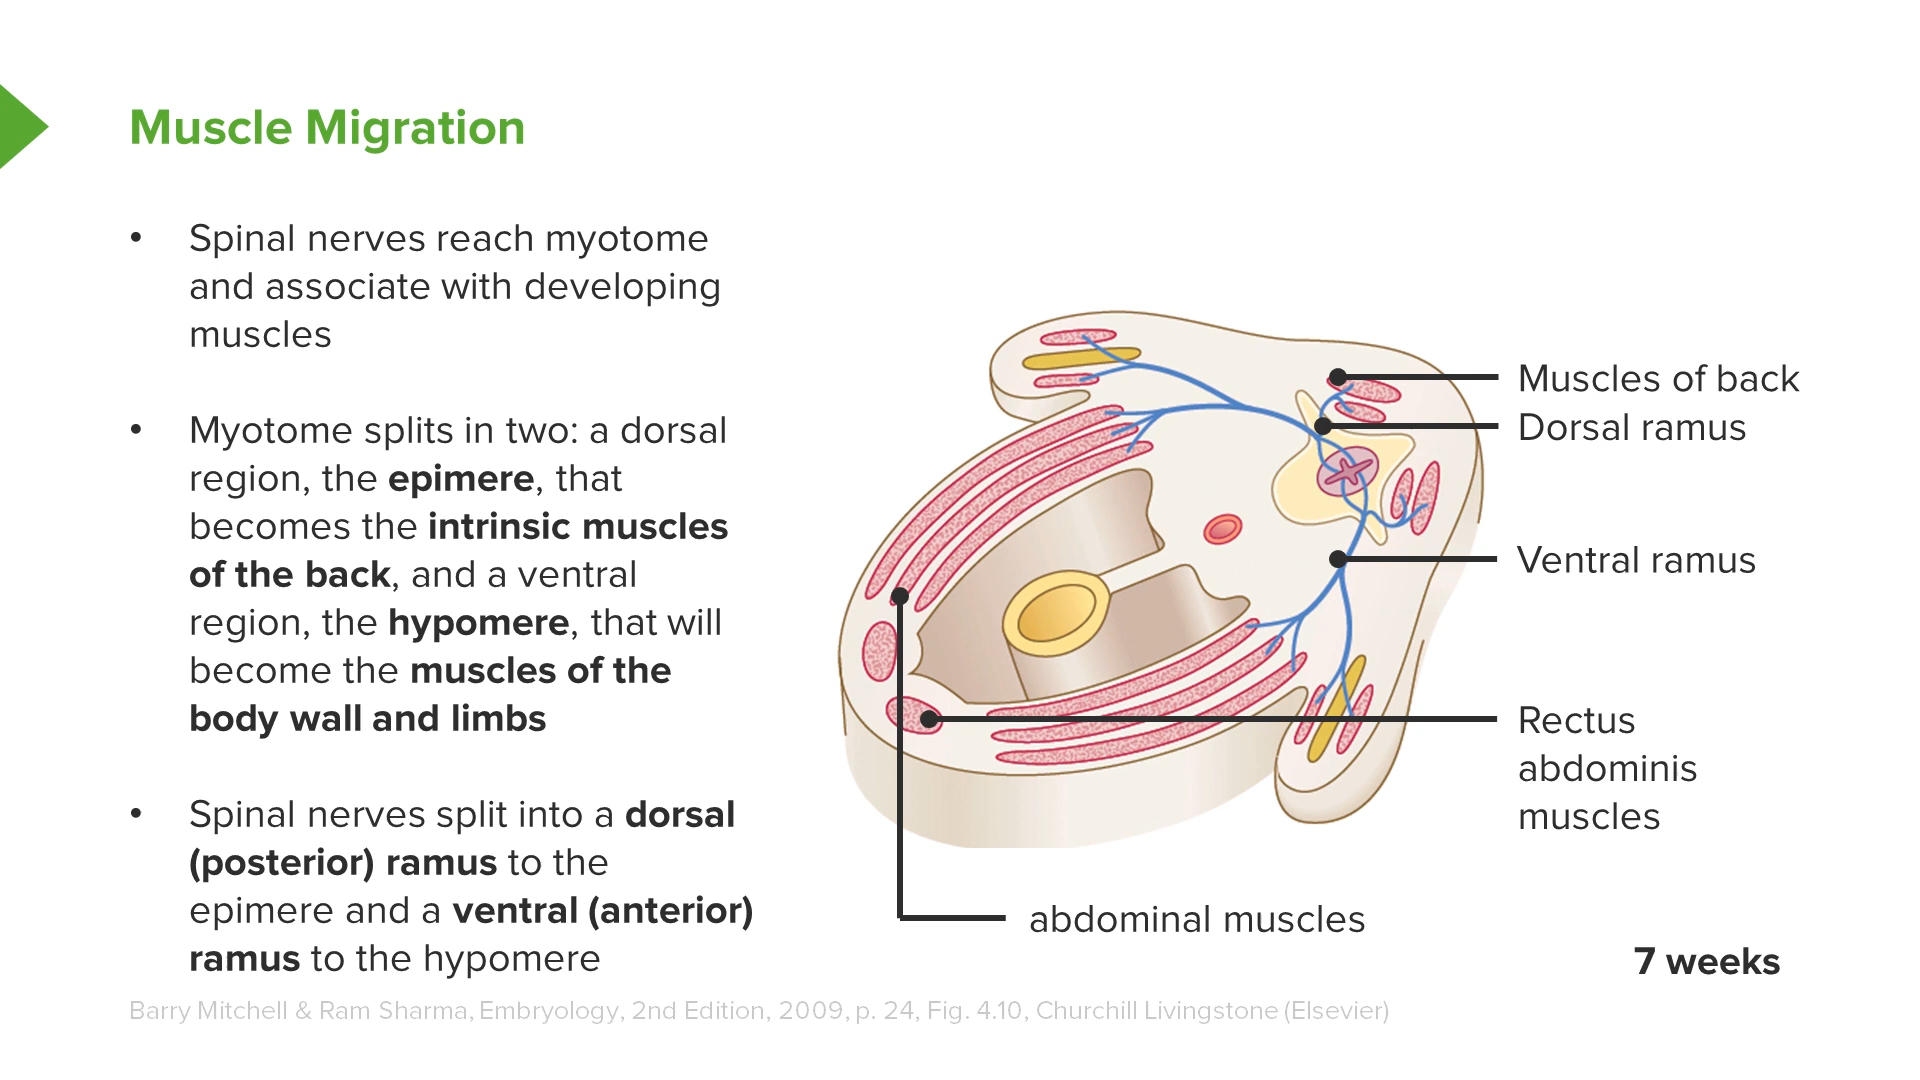 Muscle Migration
• Spinal nerves reach myotome
and associate with developing
muscles
• Myotome splits in two: a dorsal
region, the epimere, that
becomes the intrinsic muscles
of the back, and a ventral
region, the hypomere, that will
become the muscles of the
body wall and limbs
• Spinal nerves split into a dorsal
(posterior) ramus to the
epimere and a ventral (anterior)
ramus to the hypomere
Muscles of back
Dorsal ramus
Ventral ramus
Rectus
abdominis
muscles
abdominal muscles
7 weeks
Barry Mitchell & Ram Sharma, Embryology, 2nd Edition, 2009, p. 24, Fig. 4.10, Churchill Livingstone (Elsevier)